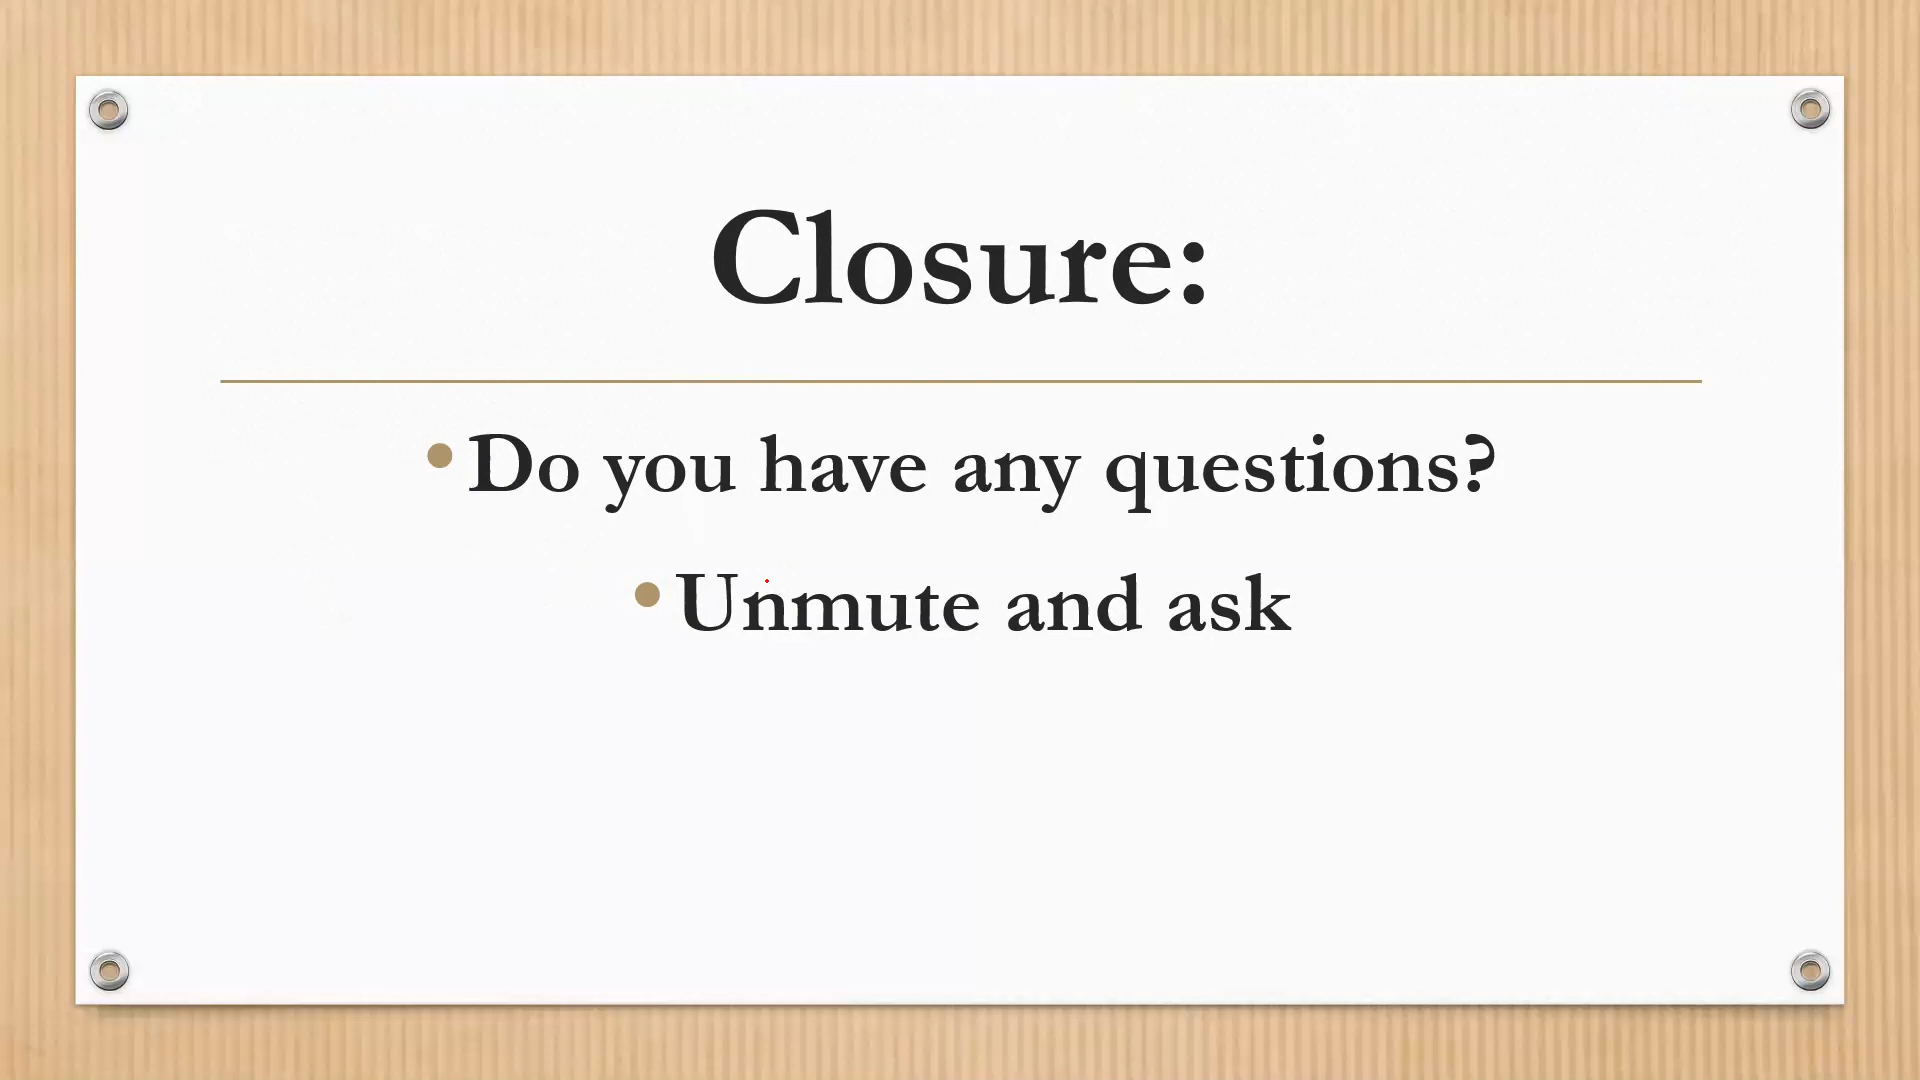 Closure:
• Do you have any questions?
• Unmute and ask